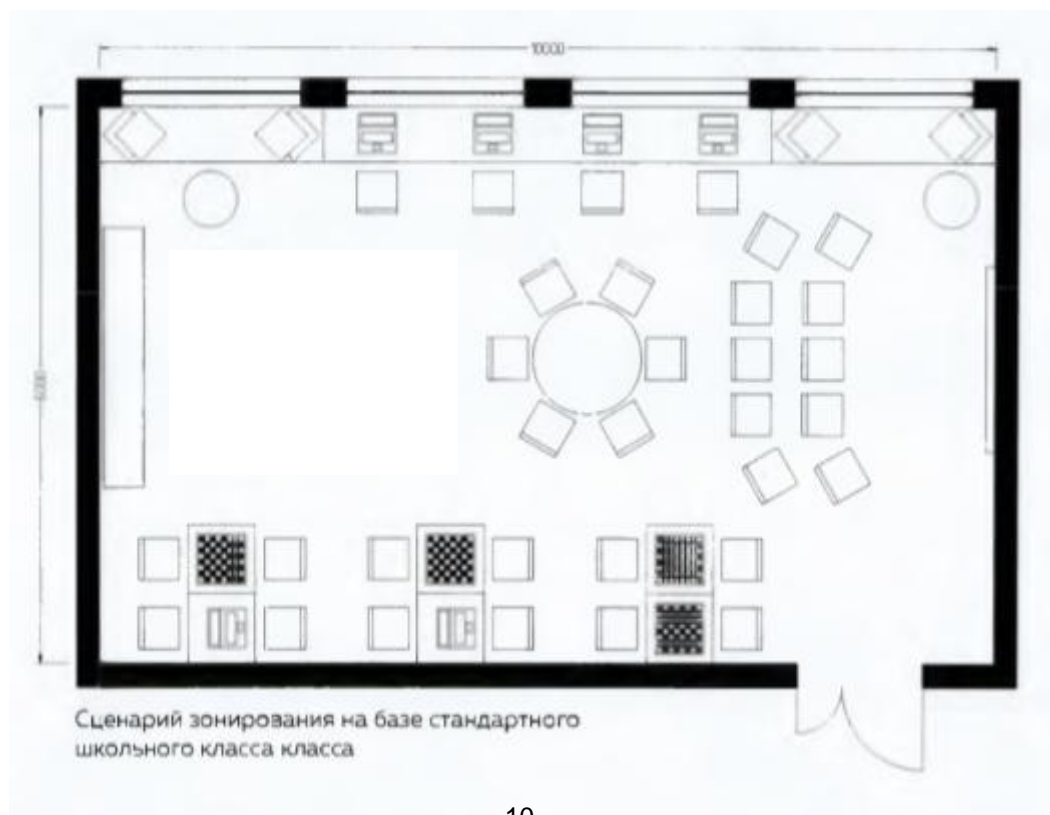 10000
6000
Сценарий зонирования на базе стандартного
школьного класса класса
10